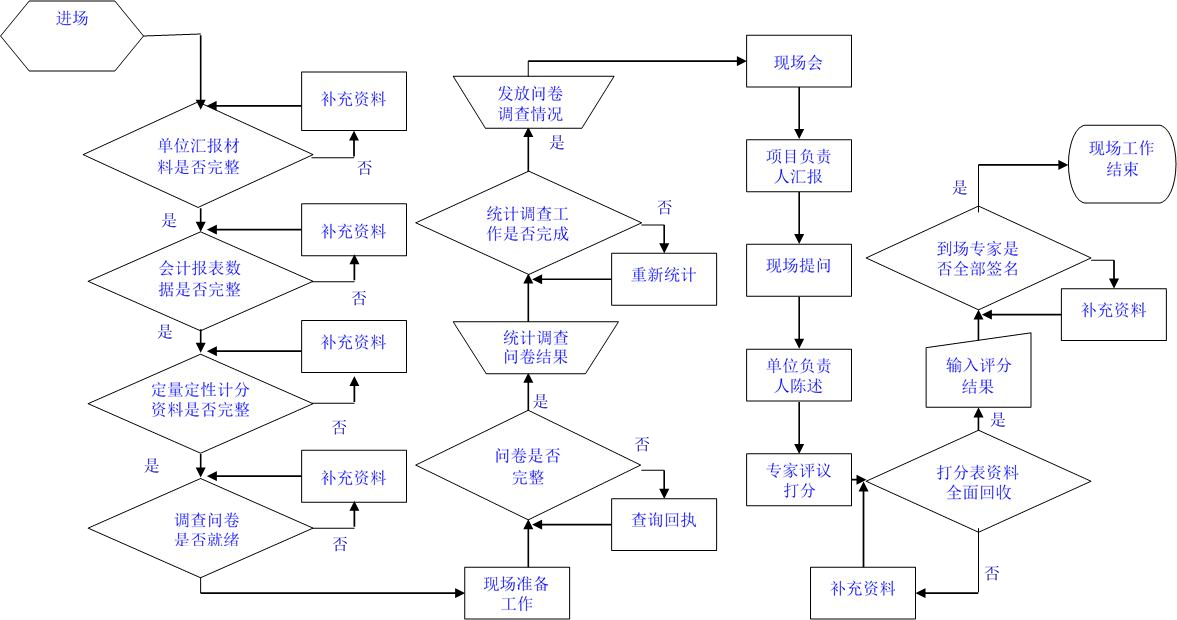 进场
补充资料
单位汇报材
料是否完整
否
是
补充资料
会计报表数
据是否完整
否
是
补充资料
定量定性计分
资料是否完整
否
是
补充资料
调查问卷
是否就绪
否
现场准备
工作
问卷是否
完整
否
查询回执
是
统计调查
问卷结果
统计调查工
作是否完成
否
重新统计
是
发放问卷
调查情况
现场会
项目负责
人汇报
现场提问
单位负责
人陈述
专家评议
打分
打分表资料
全面回收
否
补充资料
是
输入评分
结果
到场专家是
否全部签名
补充资料
是
现场工作
结束